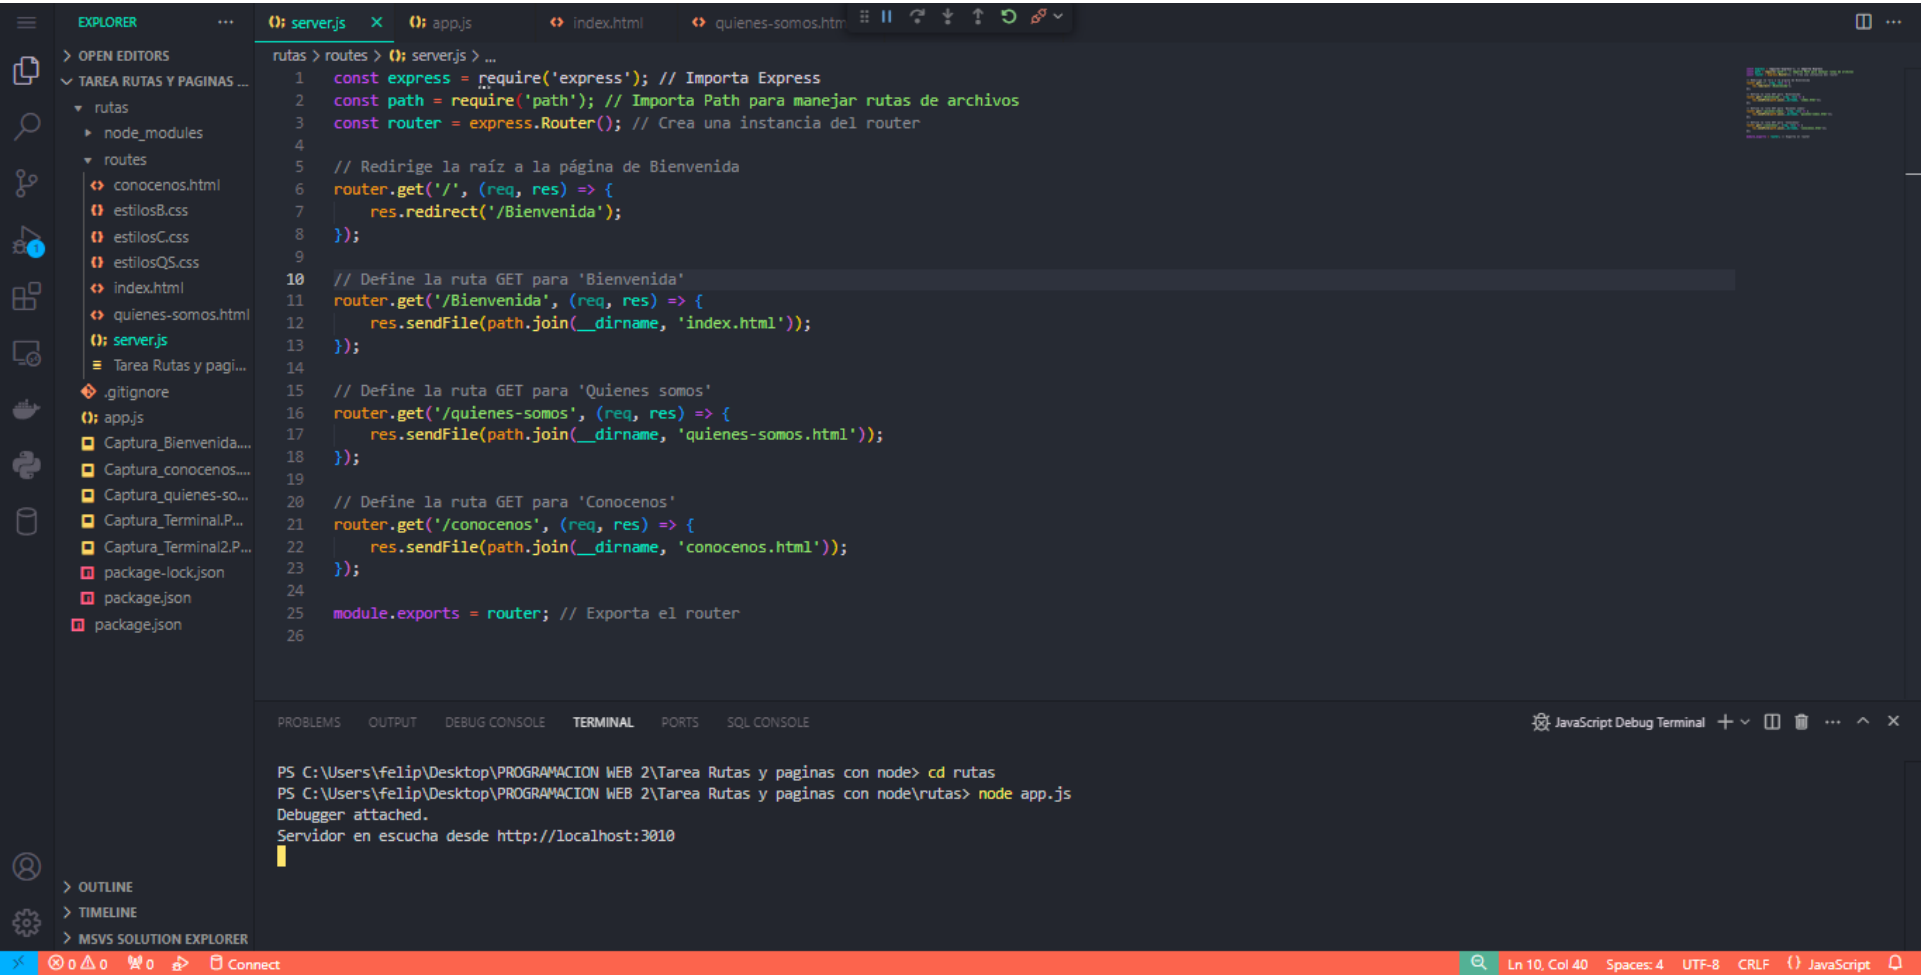 EXPLORER
server.js
app.js
index.html
quienes-somos.htm
OPEN EDITORS
TAREA RUTAS Y PAGINAS ...
rutas
node_modules
routes
conocenos.html
estilosB.css
estilosC.css
estilosQS.css
index.html
quienes-somos.html
server.js
Tarea Rutas y pagi...
.gitignore
app.js
Captura_Bienvenida....
Captura_conocenos....
Captura_quienes-so...
Captura_Terminal.P...
Captura_Terminal2.P...
package-lock.json
package.json
package.json
OUTLINE
TIMELINE
MSVS SOLUTION EXPLORER
rutas > routes > server.js > ...
1 const express = require('express'); // Importa Express
2 const path = require('path'); // Importa Path para manejar rutas de archivos
3 const router = express.Router(); // Crea una instancia del router
4
5 // Redirige la raíz a la página de Bienvenida
6 router.get('/', (req, res) => {
7 res.redirect('/Bienvenida');
8 });
9
10 // Define la ruta GET para 'Bienvenida'
11 router.get('/Bienvenida', (req, res) => {
12 res.sendFile(path.join(__dirname, 'index.html'));
13 });
14
15 // Define la ruta GET para 'Quienes somos'
16 router.get('/quienes-somos', (req, res) => {
17 res.sendFile(path.join(__dirname, 'quienes-somos.html'));
18 });
19
20 // Define la ruta GET para 'Conocenos'
21 router.get('/conocenos', (req, res) => {
22 res.sendFile(path.join(__dirname, 'conocenos.html'));
23 });
24
25 module.exports = router; // Exporta el router
26
PROBLEMS OUTPUT DEBUG CONSOLE TERMINAL PORTS SQL CONSOLE
JavaScript Debug Terminal
PS C:\Users\felip\Desktop\PROGRAMACION WEB 2\Tarea Rutas y paginas con node> cd rutas
PS C:\Users\felip\Desktop\PROGRAMACION WEB 2\Tarea Rutas y paginas con node\rutas> node app.js
Debugger attached.
Servidor en escucha desde http://localhost:3010
1
0 0 0 Connect
Ln 10, Col 40 Spaces: 4 UTF-8 CRLF JavaScript